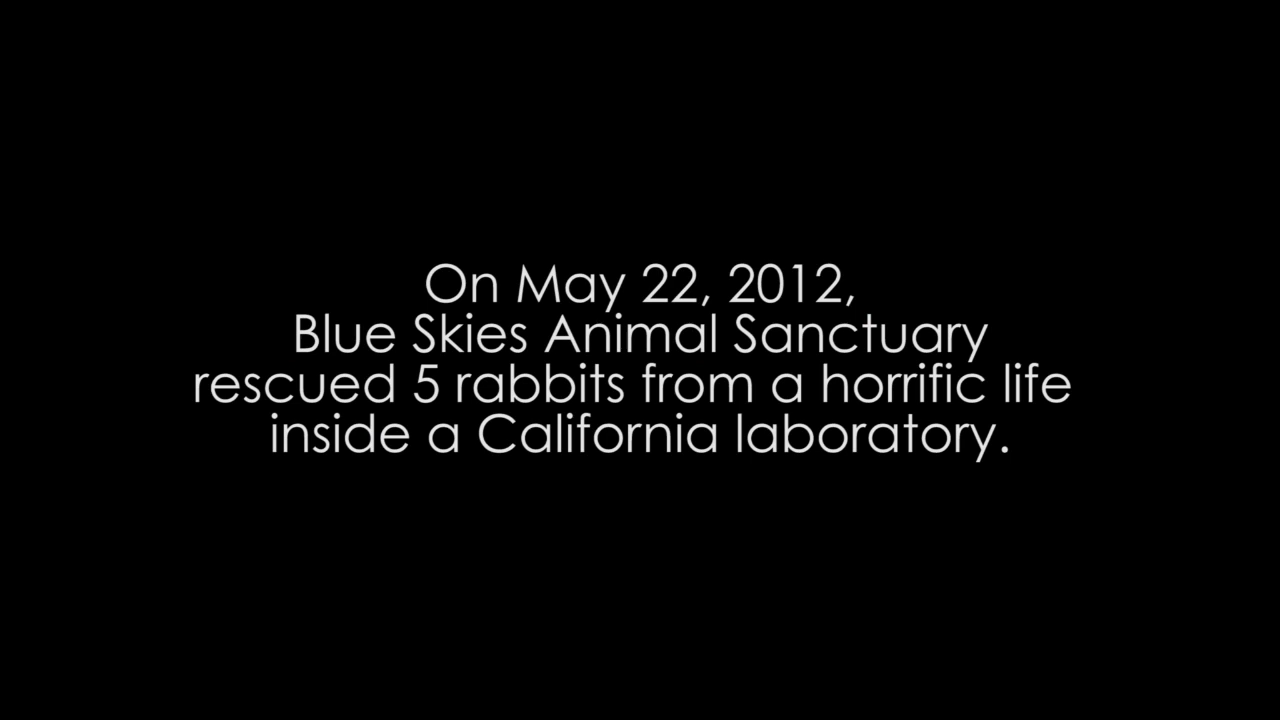 On May 22, 2012,
Blue Skies Animal Sanctuary
rescued 5 rabbits from a horrific life
inside a California laboratory.